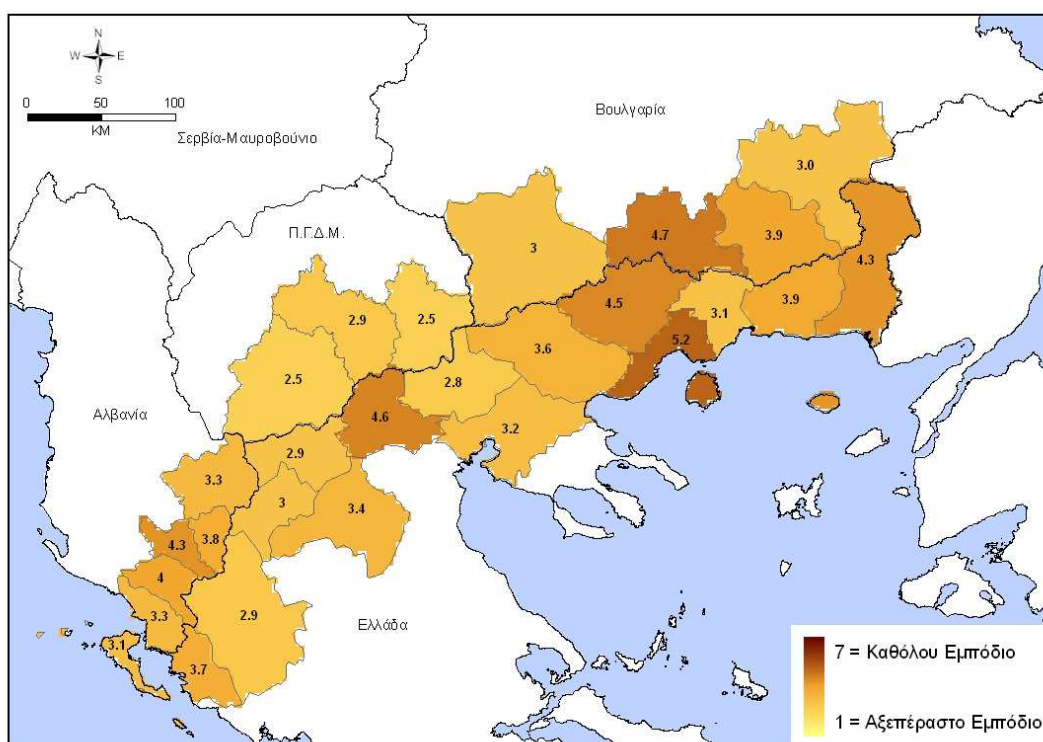 N
W E
S
0 50 100
KM
Σερβία-Μαυροβούνιο
Βουλγαρία
Π.Γ.Δ.Μ.
Αλβανία
Ελλάδα
3.0
4.7
3.9
3
4.3
4.5
3.1
3.9
2.9
2.5
3.6
5.2
2.5
2.8
4.6
3.2
2.9
3.3
3
3.4
4.3
3.8
4
3.3
2.9
3.1
3.7
7 = Καθόλου Εμπόδιο
1 = Αξεπέραστο Εμπόδιο